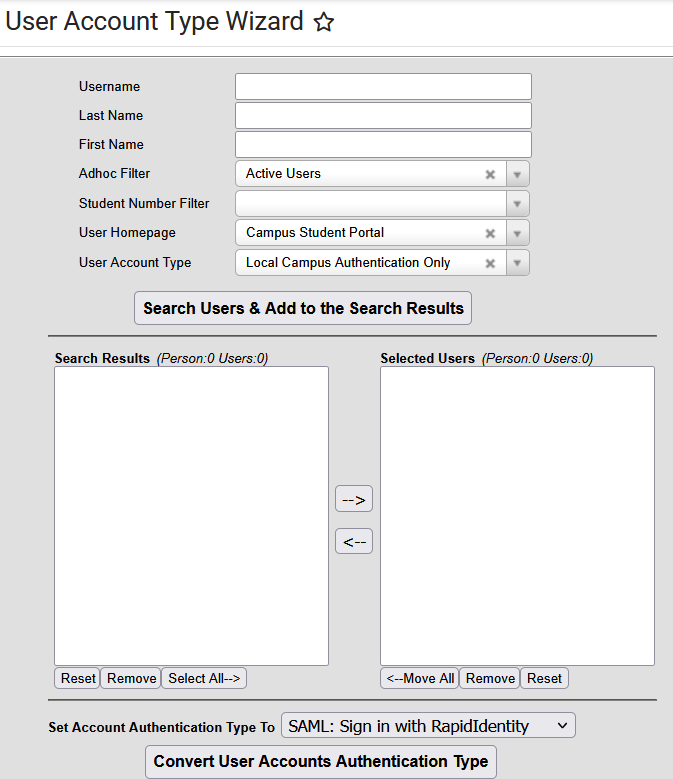 User Account Type Wizard
Username
Last Name
First Name
Adhoc Filter Active Users
Student Number Filter
User Homepage Campus Student Portal
User Account Type Local Campus Authentication Only
Search Users & Add to the Search Results
Search Results (Person:0 Users:0) Selected Users (Person:0 Users:0)
-->
<--
Reset Remove Select All--> <--Move All Remove Reset
Set Account Authentication Type To SAML: Sign in with RapidIdentity
Convert User Accounts Authentication Type